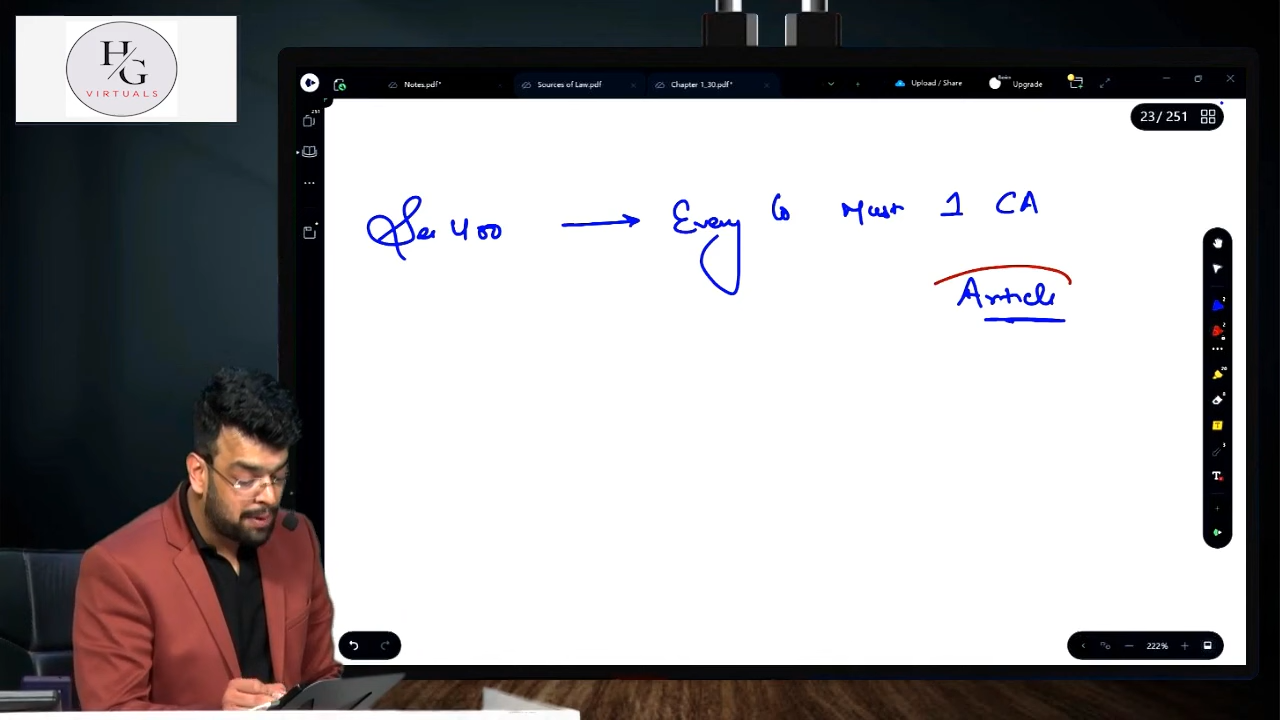 H/G
VIRTUALS
Notes.pdf*
Sources of Law.pdf
Chapter 1_30.pdf*
Upload / Share
Basic
Upgrade
23 / 251
Sec 400 → Every Co Must 1 CA
Article
222%